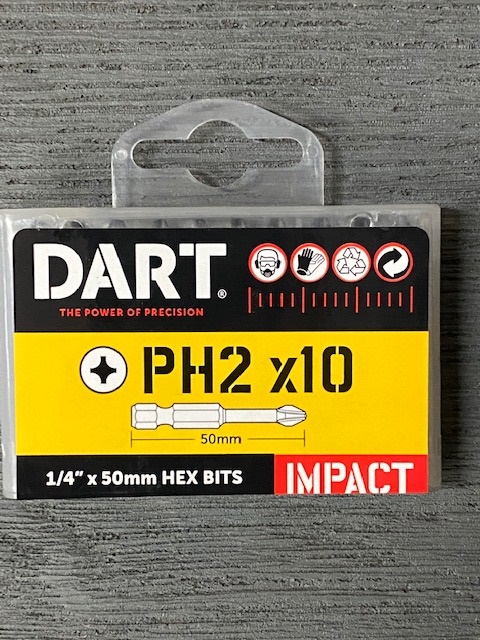 DART®
THE POWER OF PRECISION
PH2 x10
50mm
1/4" x 50mm HEX BITS
IMPACT